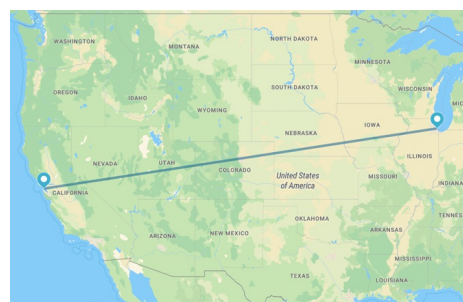 WASHINGTON
MONTANA
NORTH DAKOTA
MINNESOTA
OREGON
IDAHO
SOUTH DAKOTA
WISCONSIN
MIC
WYOMING
IOWA
NEBRASKA
ILLINOIS
NEVADA
UTAH
COLORADO
United States
of America
MISSOURI
INDIANA
CALIFORNIA
TENNES
OKLAHOMA
ARKANSAS
ARIZONA
NEW MEXICO
MISSISSIPPI
TEXAS
LOUISIANA